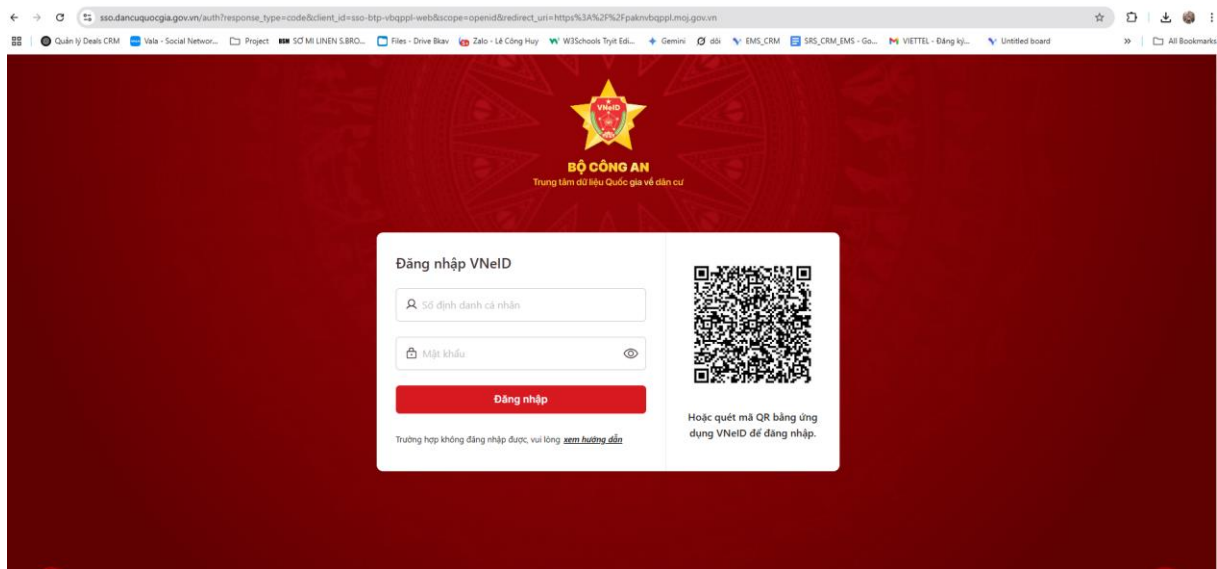 sso.dancuquocgia.gov.vn/auth?response_type=code&client_id=sso-btp-vbqppl-web&scope=openid&redirect_uri=https%3A%2F%2Fpaknvbqppl.moj.gov.vn
Quản lý Deals CRM Vala - Social Networ... Project BSM SƠ MI LINEN S.BRO... Files - Drive Bkav Zalo - Lê Công Huy W3Schools Tryit Edi... Gemini dõi EMS_CRM SRS_CRM_EMS - Go... VIETTEL - Đăng ký... Untitled board » All Bookmarks
VNeID
BỘ CÔNG AN
Trung tâm dữ liệu Quốc gia về dân cư
Đăng nhập VNeID
Số định danh cá nhân
Mật khẩu
Đăng nhập
Trường hợp không đăng nhập được, vui lòng xem hướng dẫn
Hoặc quét mã QR bằng ứng
dụng VNeID để đăng nhập.